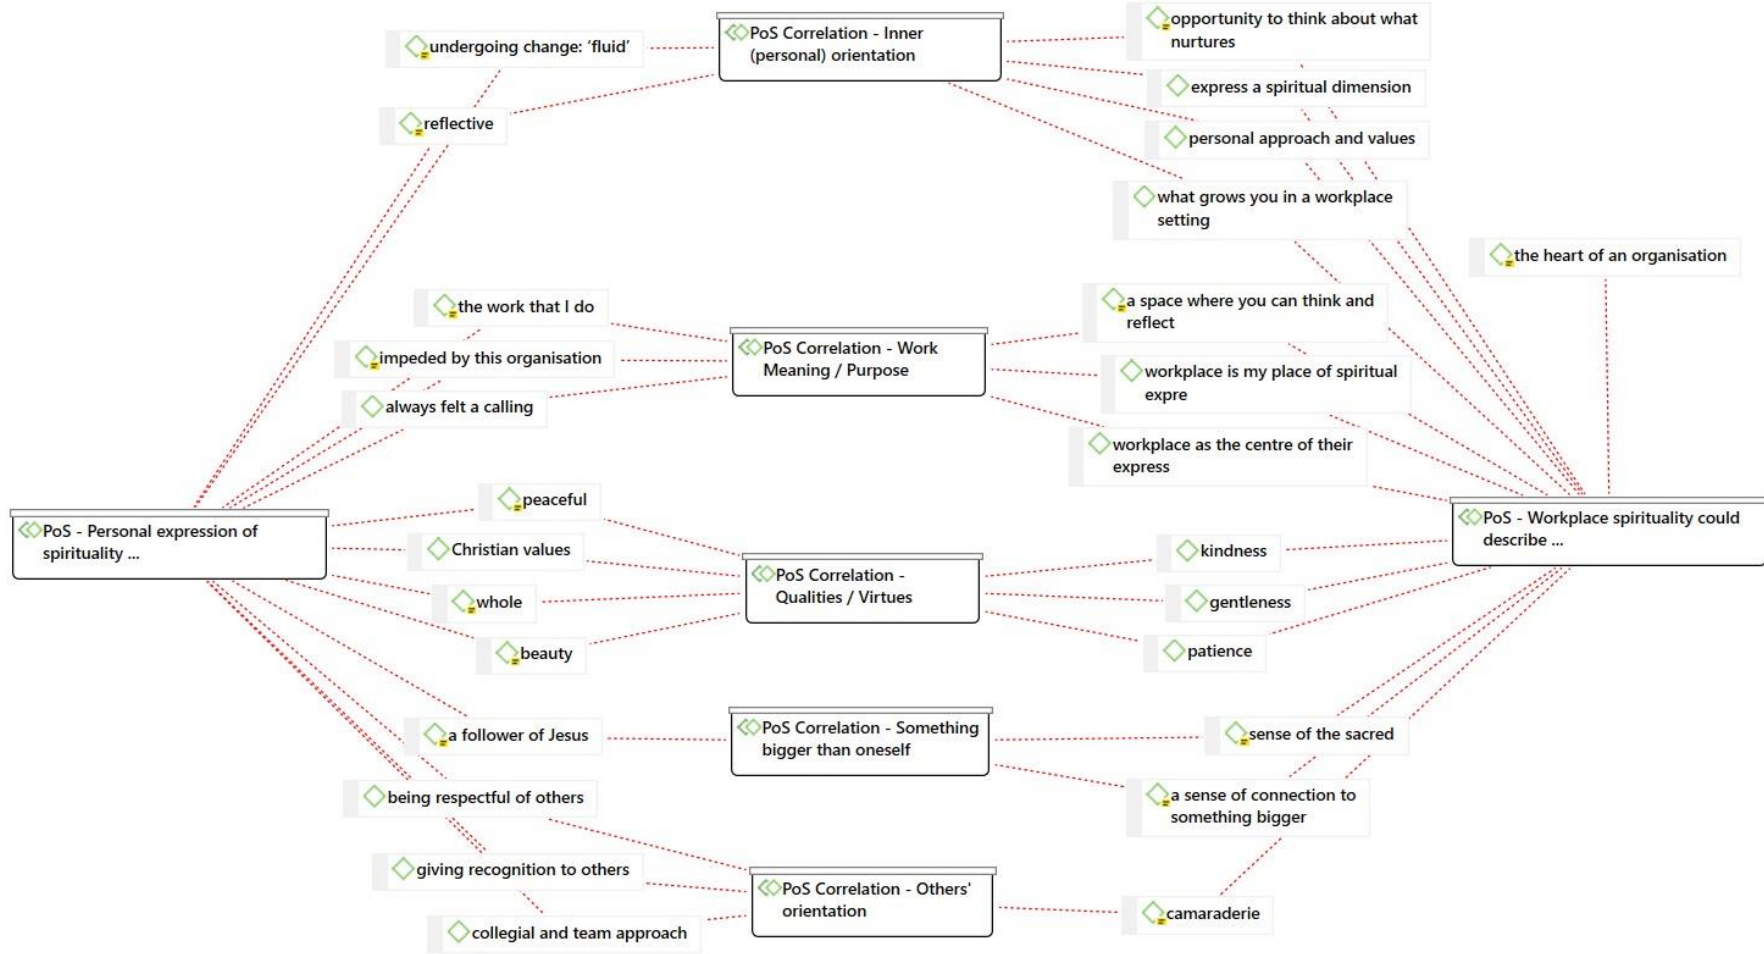 undergoing change: ‘fluid’
reflective
PoS Correlation - Inner
(personal) orientation
opportunity to think about what
nurtures
express a spiritual dimension
personal approach and values
what grows you in a workplace
setting
the heart of an organisation
the work that I do
impeded by this organisation
always felt a calling
PoS Correlation - Work
Meaning / Purpose
a space where you can think and
reflect
workplace is my place of spiritual
expre
workplace as the centre of their
express
PoS - Personal expression of
spirituality ...
peaceful
Christian values
whole
beauty
PoS Correlation -
Qualities / Virtues
kindness
gentleness
patience
PoS - Workplace spirituality could
describe ...
a follower of Jesus
PoS Correlation - Something
bigger than oneself
sense of the sacred
a sense of connection to
something bigger
being respectful of others
giving recognition to others
collegial and team approach
PoS Correlation - Others'
orientation
camaraderie